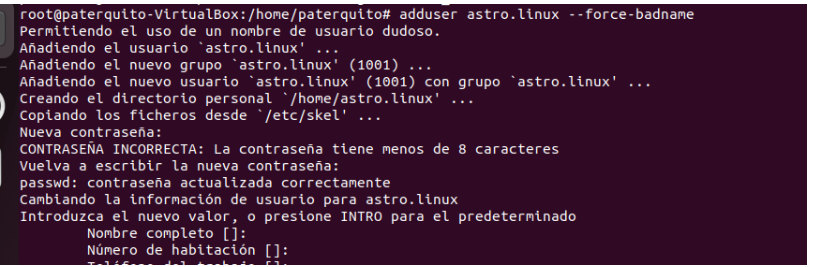 root@paterquito-VirtualBox:/home/paterquito# adduser astro.linux --force-badname
Permitiendo el uso de un nombre de usuario dudoso.
Añadiendo el usuario `astro.linux' ...
Añadiendo el nuevo grupo `astro.linux' (1001) ...
Añadiendo el nuevo usuario `astro.linux' (1001) con grupo `astro.linux' ...
Creando el directorio personal `/home/astro.linux' ...
Copiando los ficheros desde `/etc/skel' ...
Nueva contraseña:
CONTRASEÑA INCORRECTA: La contraseña tiene menos de 8 caracteres
Vuelva a escribir la nueva contraseña:
passwd: contraseña actualizada correctamente
Cambiando la información de usuario para astro.linux
Introduzca el nuevo valor, o presione INTRO para el predeterminado
Nombre completo []:
Número de habitación []:
Teléfono del trabajo []: